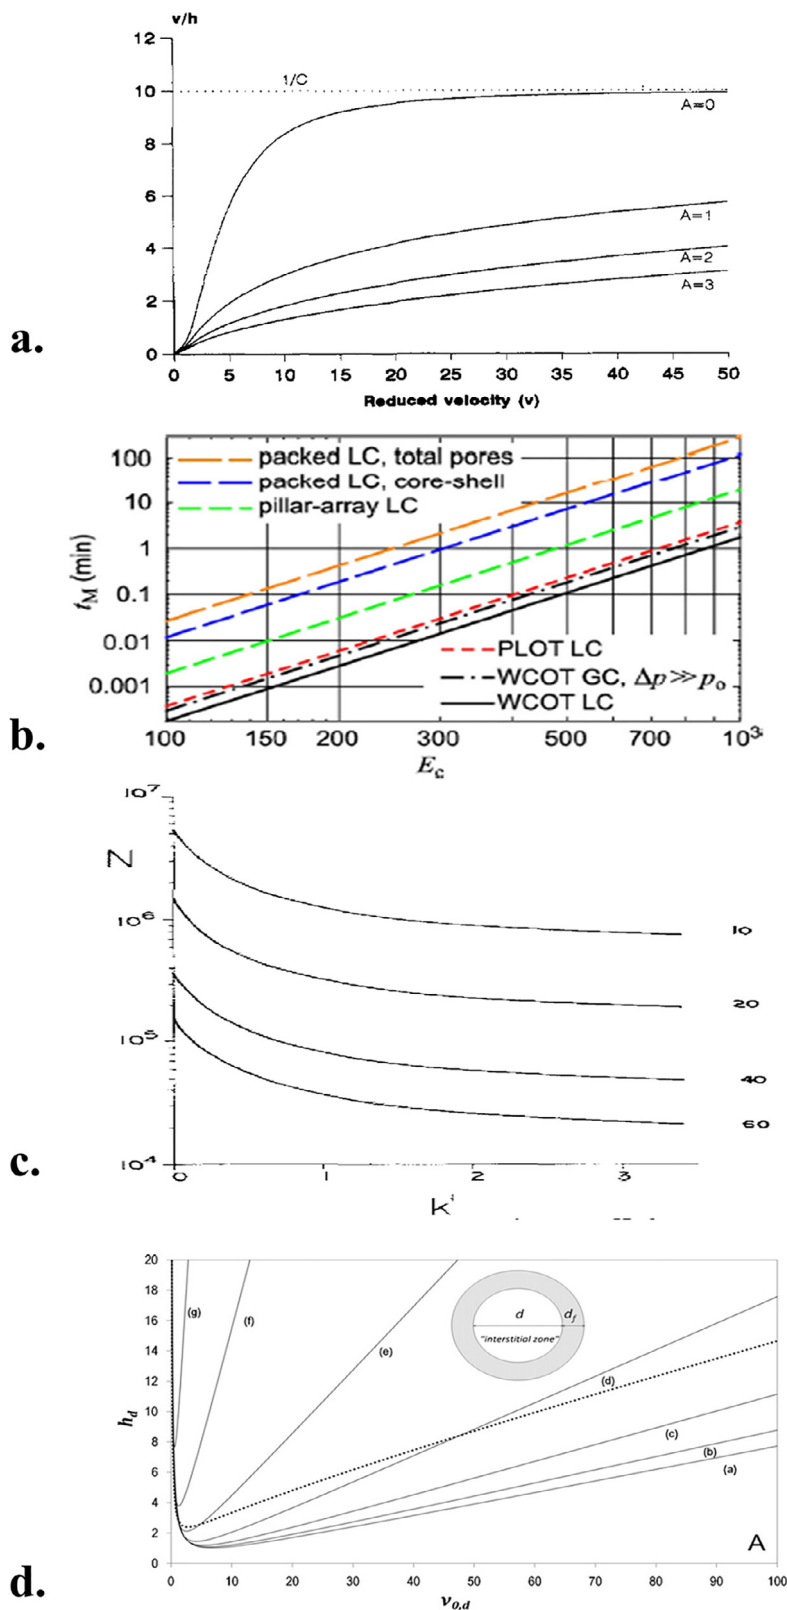 v/h
12
1/C
10
A=0
8
6
A=1
4
A=2
2
A=3
0
0 5 10 15 20 25 30 35 40 45 50
Reduced velocity (v)
a.
packed LC, total pores
packed LC, core-shell
pillar-array LC
100
10
1
0.1
0.01
0.001
t_M (min)
PLOT LC
WCOT GC, Δp≫p_o
WCOT LC
100 150 200 300 500 700 10³
E_c
b.
10⁷
N
10⁶
10
20
10⁵
40
60
10⁴
0 1 2 3
k'
c.
20
18
16
14
12
10
8
6
4
2
0
h_d
(g)
(f)
(e)
d d_f
"interstitial zone"
(d)
(c)
(b)
(a)
A
0 10 20 30 40 50 60 70 80 90 100
ν_0,d
d.